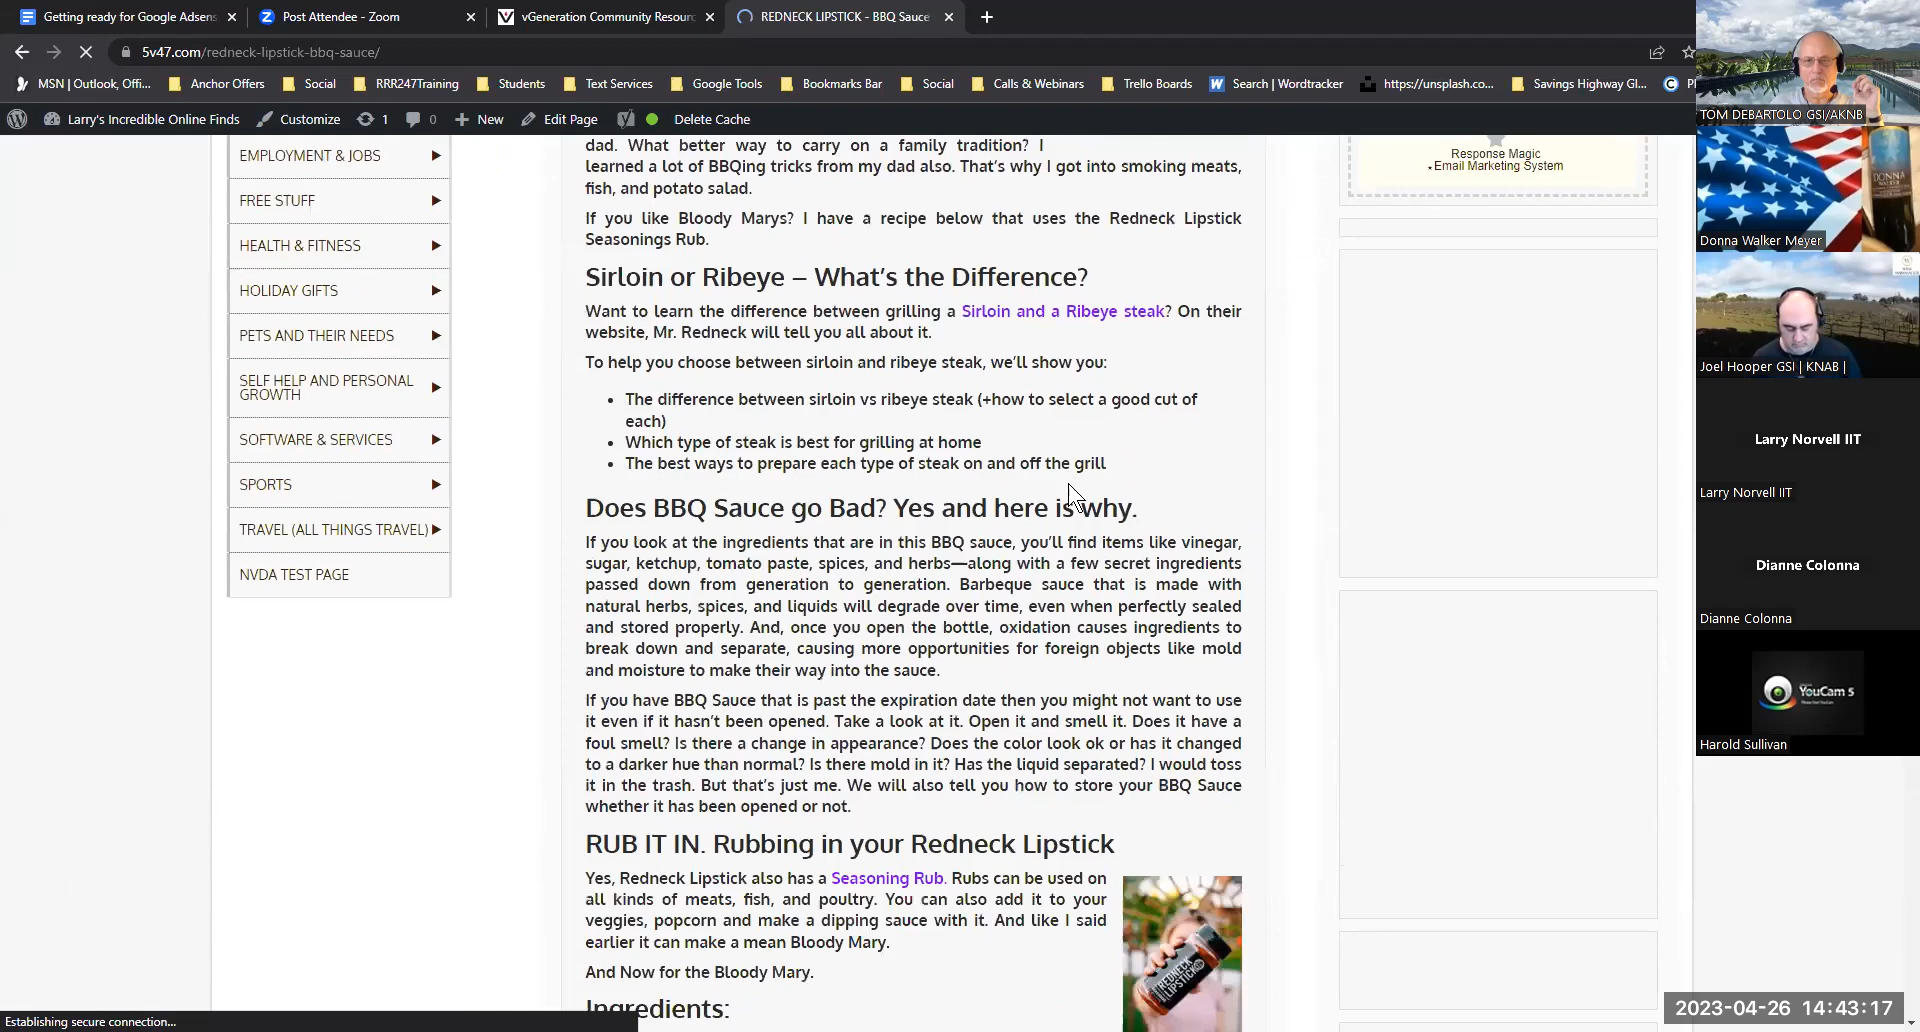 Getting ready for Google Adsens
Post Attendee - Zoom
vGeneration Community Resour
REDNECK LIPSTICK - BBQ Sauce
5v47.com/redneck-lipstick-bbq-sauce/
MSN | Outlook, Offi...
Anchor Offers
Social
RRR247Training
Students
Text Services
Google Tools
Bookmarks Bar
Social
Calls & Webinars
Trello Boards
Search | Wordtracker
https://unsplash.co...
Savings Highway Gl...
Larry's Incredible Online Finds
Customize
1
0
New
Edit Page
Delete Cache
EMPLOYMENT & JOBS
FREE STUFF
HEALTH & FITNESS
HOLIDAY GIFTS
PETS AND THEIR NEEDS
SELF HELP AND PERSONAL
GROWTH
SOFTWARE & SERVICES
SPORTS
TRAVEL (ALL THINGS TRAVEL)
NVDA TEST PAGE
dad. What better way to carry on a family tradition? I
learned a lot of BBQing tricks from my dad also. That's why I got into smoking meats,
fish, and potato salad.
If you like Bloody Marys? I have a recipe below that uses the Redneck Lipstick
Seasonings Rub.
Sirloin or Ribeye – What's the Difference?
Want to learn the difference between grilling a Sirloin and a Ribeye steak? On their
website, Mr. Redneck will tell you all about it.
To help you choose between sirloin and ribeye steak, we'll show you:
• The difference between sirloin vs ribeye steak (+how to select a good cut of
each)
• Which type of steak is best for grilling at home
• The best ways to prepare each type of steak on and off the grill
Does BBQ Sauce go Bad? Yes and here is why.
If you look at the ingredients that are in this BBQ sauce, you'll find items like vinegar,
sugar, ketchup, tomato paste, spices, and herbs—along with a few secret ingredients
passed down from generation to generation. Barbeque sauce that is made with
natural herbs, spices, and liquids will degrade over time, even when perfectly sealed
and stored properly. And, once you open the bottle, oxidation causes ingredients to
break down and separate, causing more opportunities for foreign objects like mold
and moisture to make their way into the sauce.
If you have BBQ Sauce that is past the expiration date then you might not want to use
it even if it hasn't been opened. Take a look at it. Open it and smell it. Does it have a
foul smell? Is there a change in appearance? Does the color look ok or has it changed
to a darker hue than normal? Is there mold in it? Has the liquid separated? I would toss
it in the trash. But that's just me. We will also tell you how to store your BBQ Sauce
whether it has been opened or not.
RUB IT IN. Rubbing in your Redneck Lipstick
Yes, Redneck Lipstick also has a Seasoning Rub. Rubs can be used on
all kinds of meats, fish, and poultry. You can also add it to your
veggies, popcorn and make a dipping sauce with it. And like I said
earlier it can make a mean Bloody Mary.
And Now for the Bloody Mary.
Ingredients:
REDNECK
LIPSTICK
Response Magic
Email Marketing System
TOM DEBARTOLO GSI/AKNB
DONNA
Donna Walker Meyer
Joel Hooper GSI | KNAB |
Larry Norvell IIT
Larry Norvell IIT
Dianne Colonna
Dianne Colonna
YouCam 5
Harold Sullivan
Establishing secure connection...
2023-04-26 14:43:17